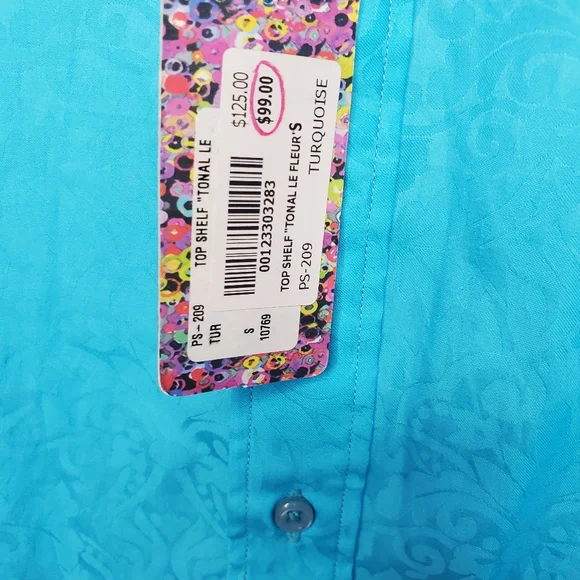 $125.00
$99.00
TURQUOISE
00123303283
TOP SHELF "TONAL LE FLEUR'S
PS-209
TOP SHELF "TONAL LE
PS-209
TUR
S
10769